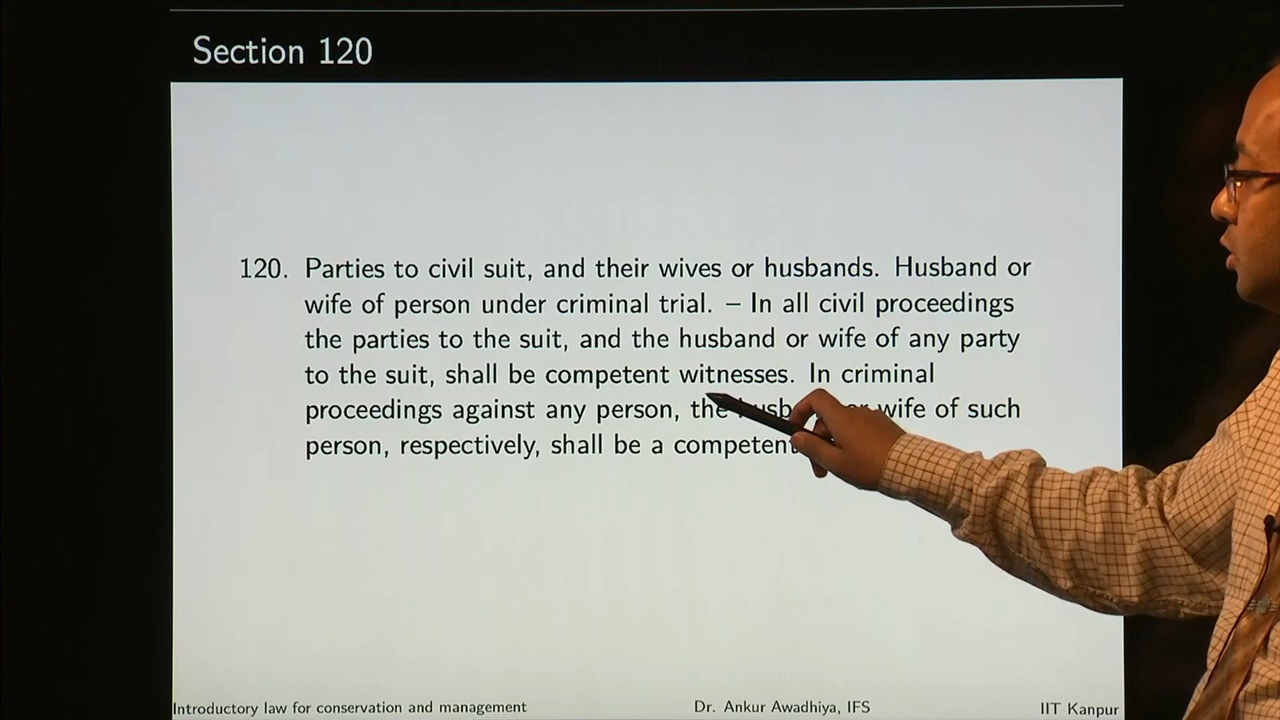 Section 120
120. Parties to civil suit, and their wives or husbands. Husband or
wife of person under criminal trial. – In all civil proceedings
the parties to the suit, and the husband or wife of any party
to the suit, shall be competent witnesses. In criminal
proceedings against any person, the wife of such
person, respectively, shall be a competent
Introductory law for conservation and management
Dr. Ankur Awadhiya, IFS
IIT Kanpur